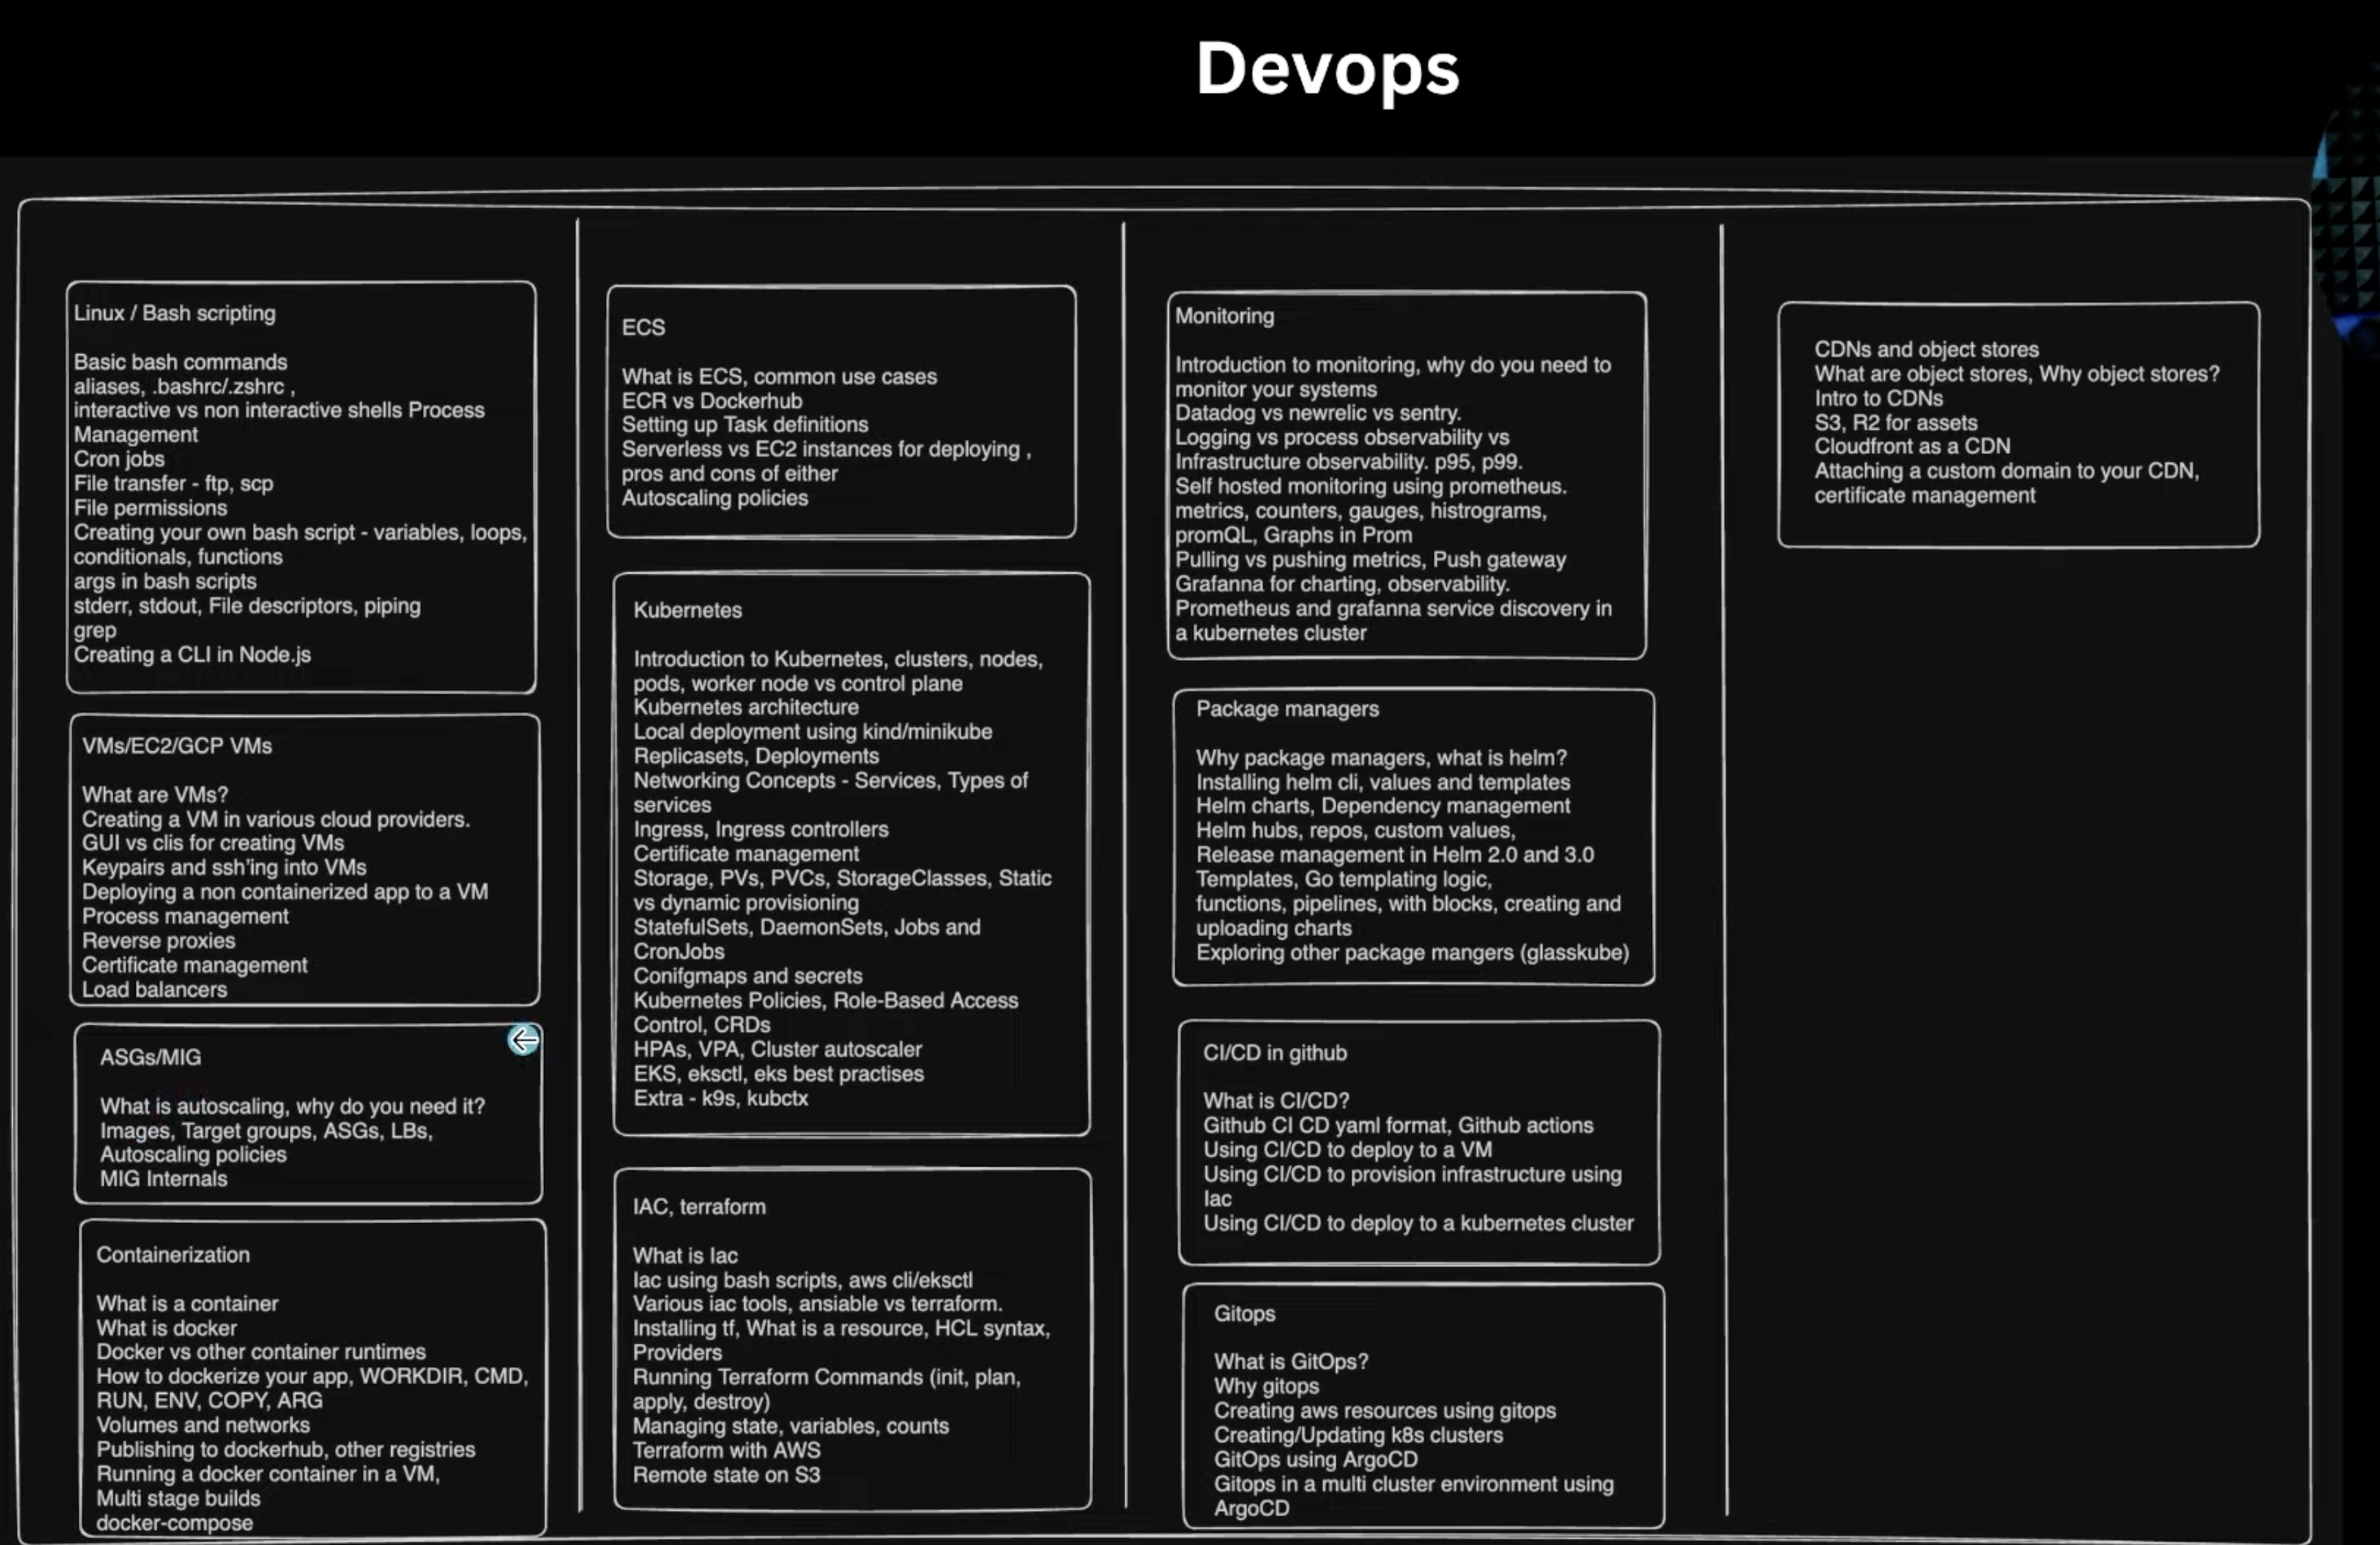 Devops
Linux / Bash scripting
Basic bash commands
aliases, .bashrc/.zshrc ,
interactive vs non interactive shells Process
Management
Cron jobs
File transfer - ftp, scp
File permissions
Creating your own bash script - variables, loops,
conditionals, functions
args in bash scripts
stderr, stdout, File descriptors, piping
grep
Creating a CLI in Node.js
VMs/EC2/GCP VMs
What are VMs?
Creating a VM in various cloud providers.
GUI vs clis for creating VMs
Keypairs and ssh'ing into VMs
Deploying a non containerized app to a VM
Process management
Reverse proxies
Certificate management
Load balancers
ASGs/MIG
What is autoscaling, why do you need it?
Images, Target groups, ASGs, LBs,
Autoscaling policies
MIG Internals
Containerization
What is a container
What is docker
Docker vs other container runtimes
How to dockerize your app, WORKDIR, CMD,
RUN, ENV, COPY, ARG
Volumes and networks
Publishing to dockerhub, other registries
Running a docker container in a VM,
Multi stage builds
docker-compose
ECS
What is ECS, common use cases
ECR vs Dockerhub
Setting up Task definitions
Serverless vs EC2 instances for deploying ,
pros and cons of either
Autoscaling policies
Kubernetes
Introduction to Kubernetes, clusters, nodes,
pods, worker node vs control plane
Kubernetes architecture
Local deployment using kind/minikube
Replicasets, Deployments
Networking Concepts - Services, Types of
services
Ingress, Ingress controllers
Certificate management
Storage, PVs, PVCs, StorageClasses, Static
vs dynamic provisioning
StatefulSets, DaemonSets, Jobs and
CronJobs
Conifgmaps and secrets
Kubernetes Policies, Role-Based Access
Control, CRDs
HPAs, VPA, Cluster autoscaler
EKS, eksctl, eks best practises
Extra - k9s, kubctx
IAC, terraform
What is Iac
Iac using bash scripts, aws cli/eksctl
Various iac tools, ansiable vs terraform.
Installing tf, What is a resource, HCL syntax,
Providers
Running Terraform Commands (init, plan,
apply, destroy)
Managing state, variables, counts
Terraform with AWS
Remote state on S3
Monitoring
Introduction to monitoring, why do you need to
monitor your systems
Datadog vs newrelic vs sentry.
Logging vs process observability vs
Infrastructure observability. p95, p99.
Self hosted monitoring using prometheus.
metrics, counters, gauges, histrograms,
promQL, Graphs in Prom
Pulling vs pushing metrics, Push gateway
Grafanna for charting, observability.
Prometheus and grafanna service discovery in
a kubernetes cluster
Package managers
Why package managers, what is helm?
Installing helm cli, values and templates
Helm charts, Dependency management
Helm hubs, repos, custom values,
Release management in Helm 2.0 and 3.0
Templates, Go templating logic,
functions, pipelines, with blocks, creating and
uploading charts
Exploring other package mangers (glasskube)
CI/CD in github
What is CI/CD?
Github CI CD yaml format, Github actions
Using CI/CD to deploy to a VM
Using CI/CD to provision infrastructure using
Iac
Using CI/CD to deploy to a kubernetes cluster
Gitops
What is GitOps?
Why gitops
Creating aws resources using gitops
Creating/Updating k8s clusters
GitOps using ArgoCD
Gitops in a multi cluster environment using
ArgoCD
CDNs and object stores
What are object stores, Why object stores?
Intro to CDNs
S3, R2 for assets
Cloudfront as a CDN
Attaching a custom domain to your CDN,
certificate management